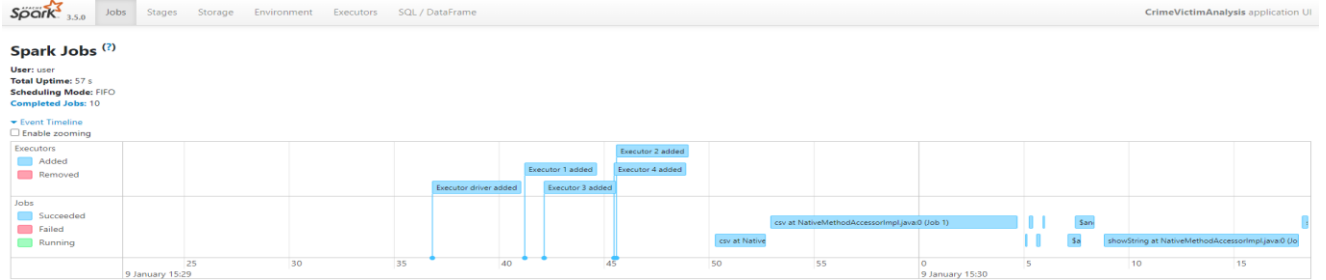 APACHE Spark 3.5.0 Jobs Stages Storage Environment Executors SQL / DataFrame CrimeVictimAnalysis application UI
Spark Jobs (?)
User: user
Total Uptime: 57 s
Scheduling Mode: FIFO
Completed Jobs: 10
Event Timeline
Enable zooming
Executors
Added
Removed
Executor 2 added
Executor 1 added Executor 4 added
Executor driver added Executor 3 added
Jobs
Succeeded
Failed
Running
csv at NativeMethodAccessorImpl.java:0 (Job 1) $an
csv at Native $a showString at NativeMethodAccessorImpl.java:0 (Jo
25 30 35 40 45 50 55 0 5 10 15
9 January 15:29 9 January 15:30